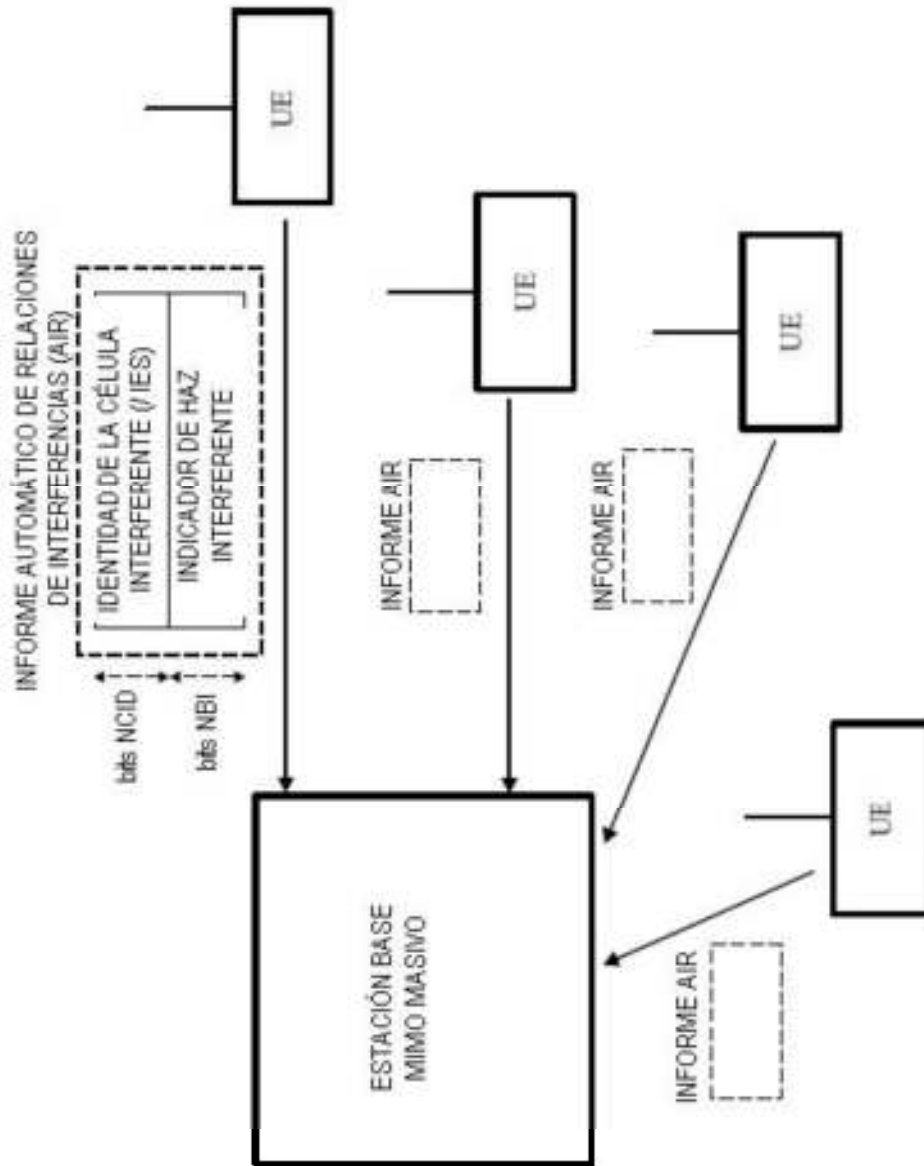 INFORME AUTOMÁTICO DE RELACIONES
DE INTERFERENCIAS (AIR)
bits NCID
IDENTIDAD DE LA CÉLULA
INTERFERENTE (/ IES)
bits NBI
INDICADOR DE HAZ
INTERFERENTE
UE
ESTACIÓN BASE
MIMO MASIVO
INFORME AIR
UE
INFORME AIR
UE
INFORME AIR
UE